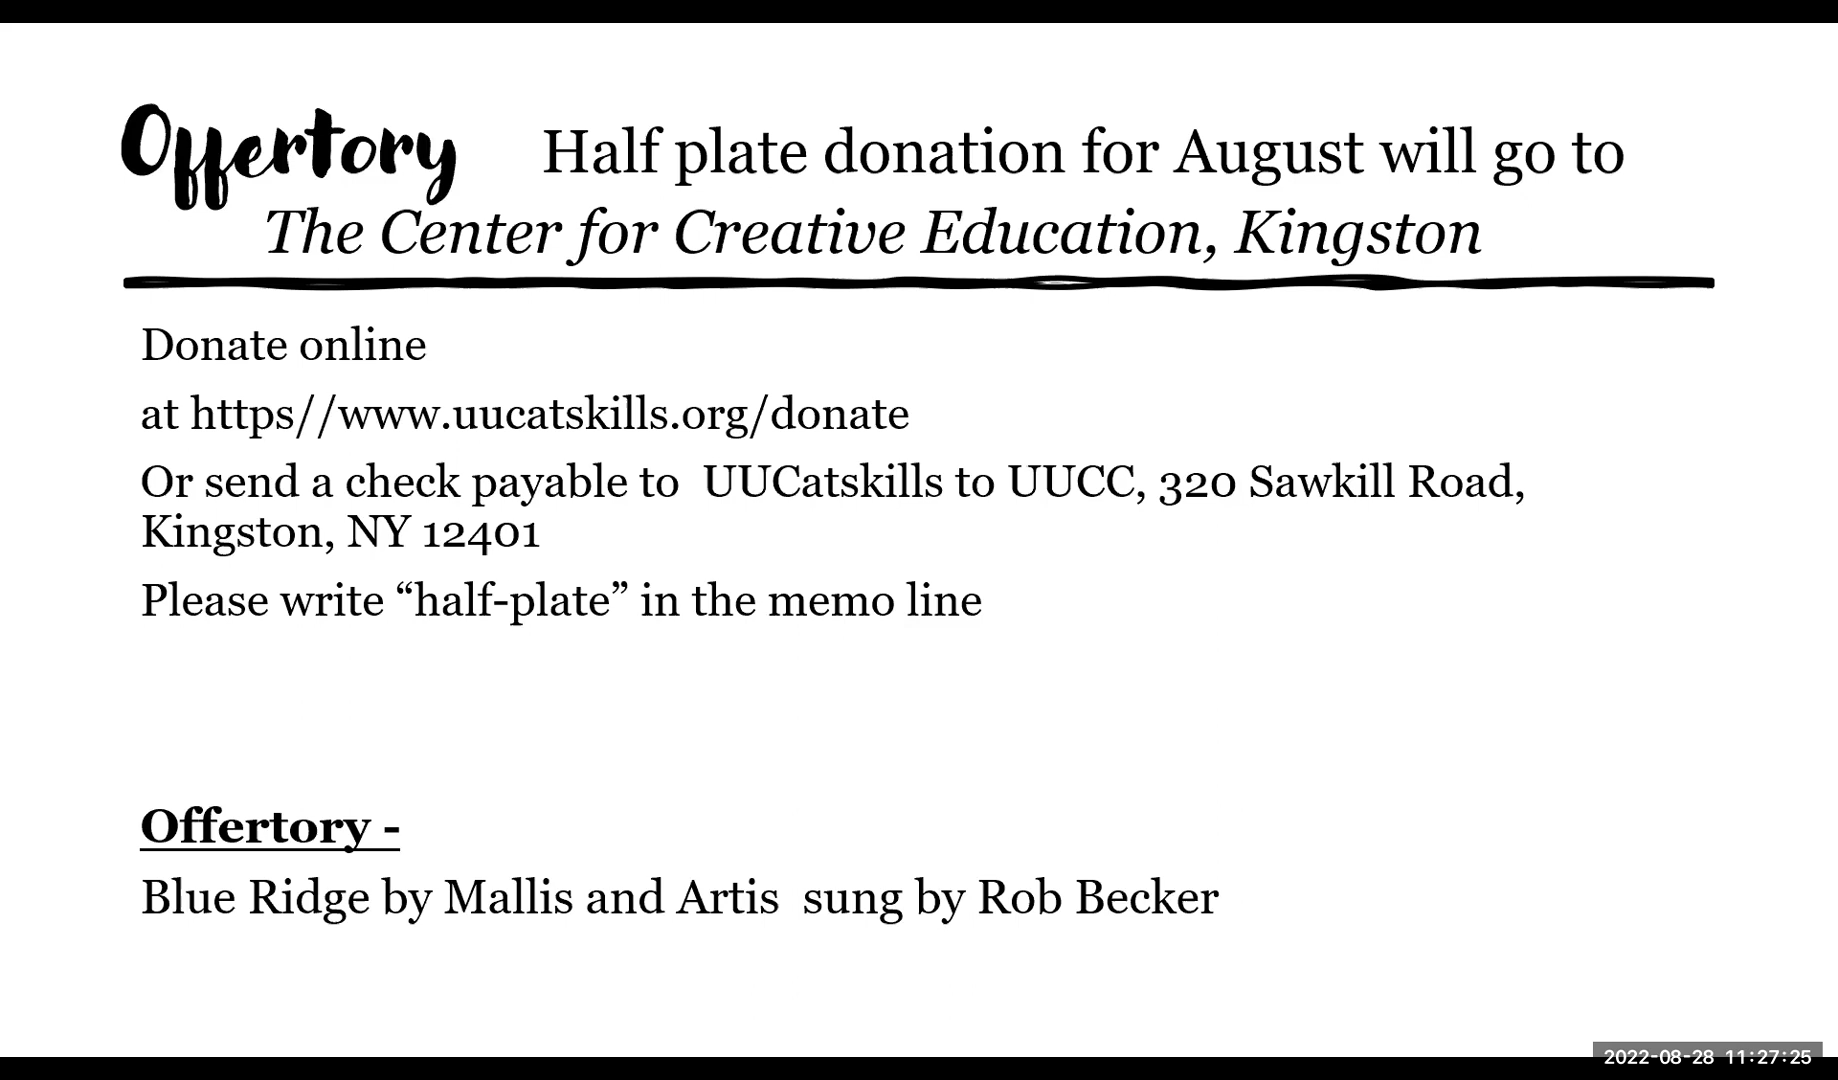 Offertory Half plate donation for August will go to
The Center for Creative Education, Kingston
Donate online
at https//www.uucatskills.org/donate
Or send a check payable to  UUCatskills to UUCC, 320 Sawkill Road,
Kingston, NY 12401
Please write “half-plate” in the memo line
Offertory -
Blue Ridge by Mallis and Artis  sung by Rob Becker
2022-08-28 11:27:25